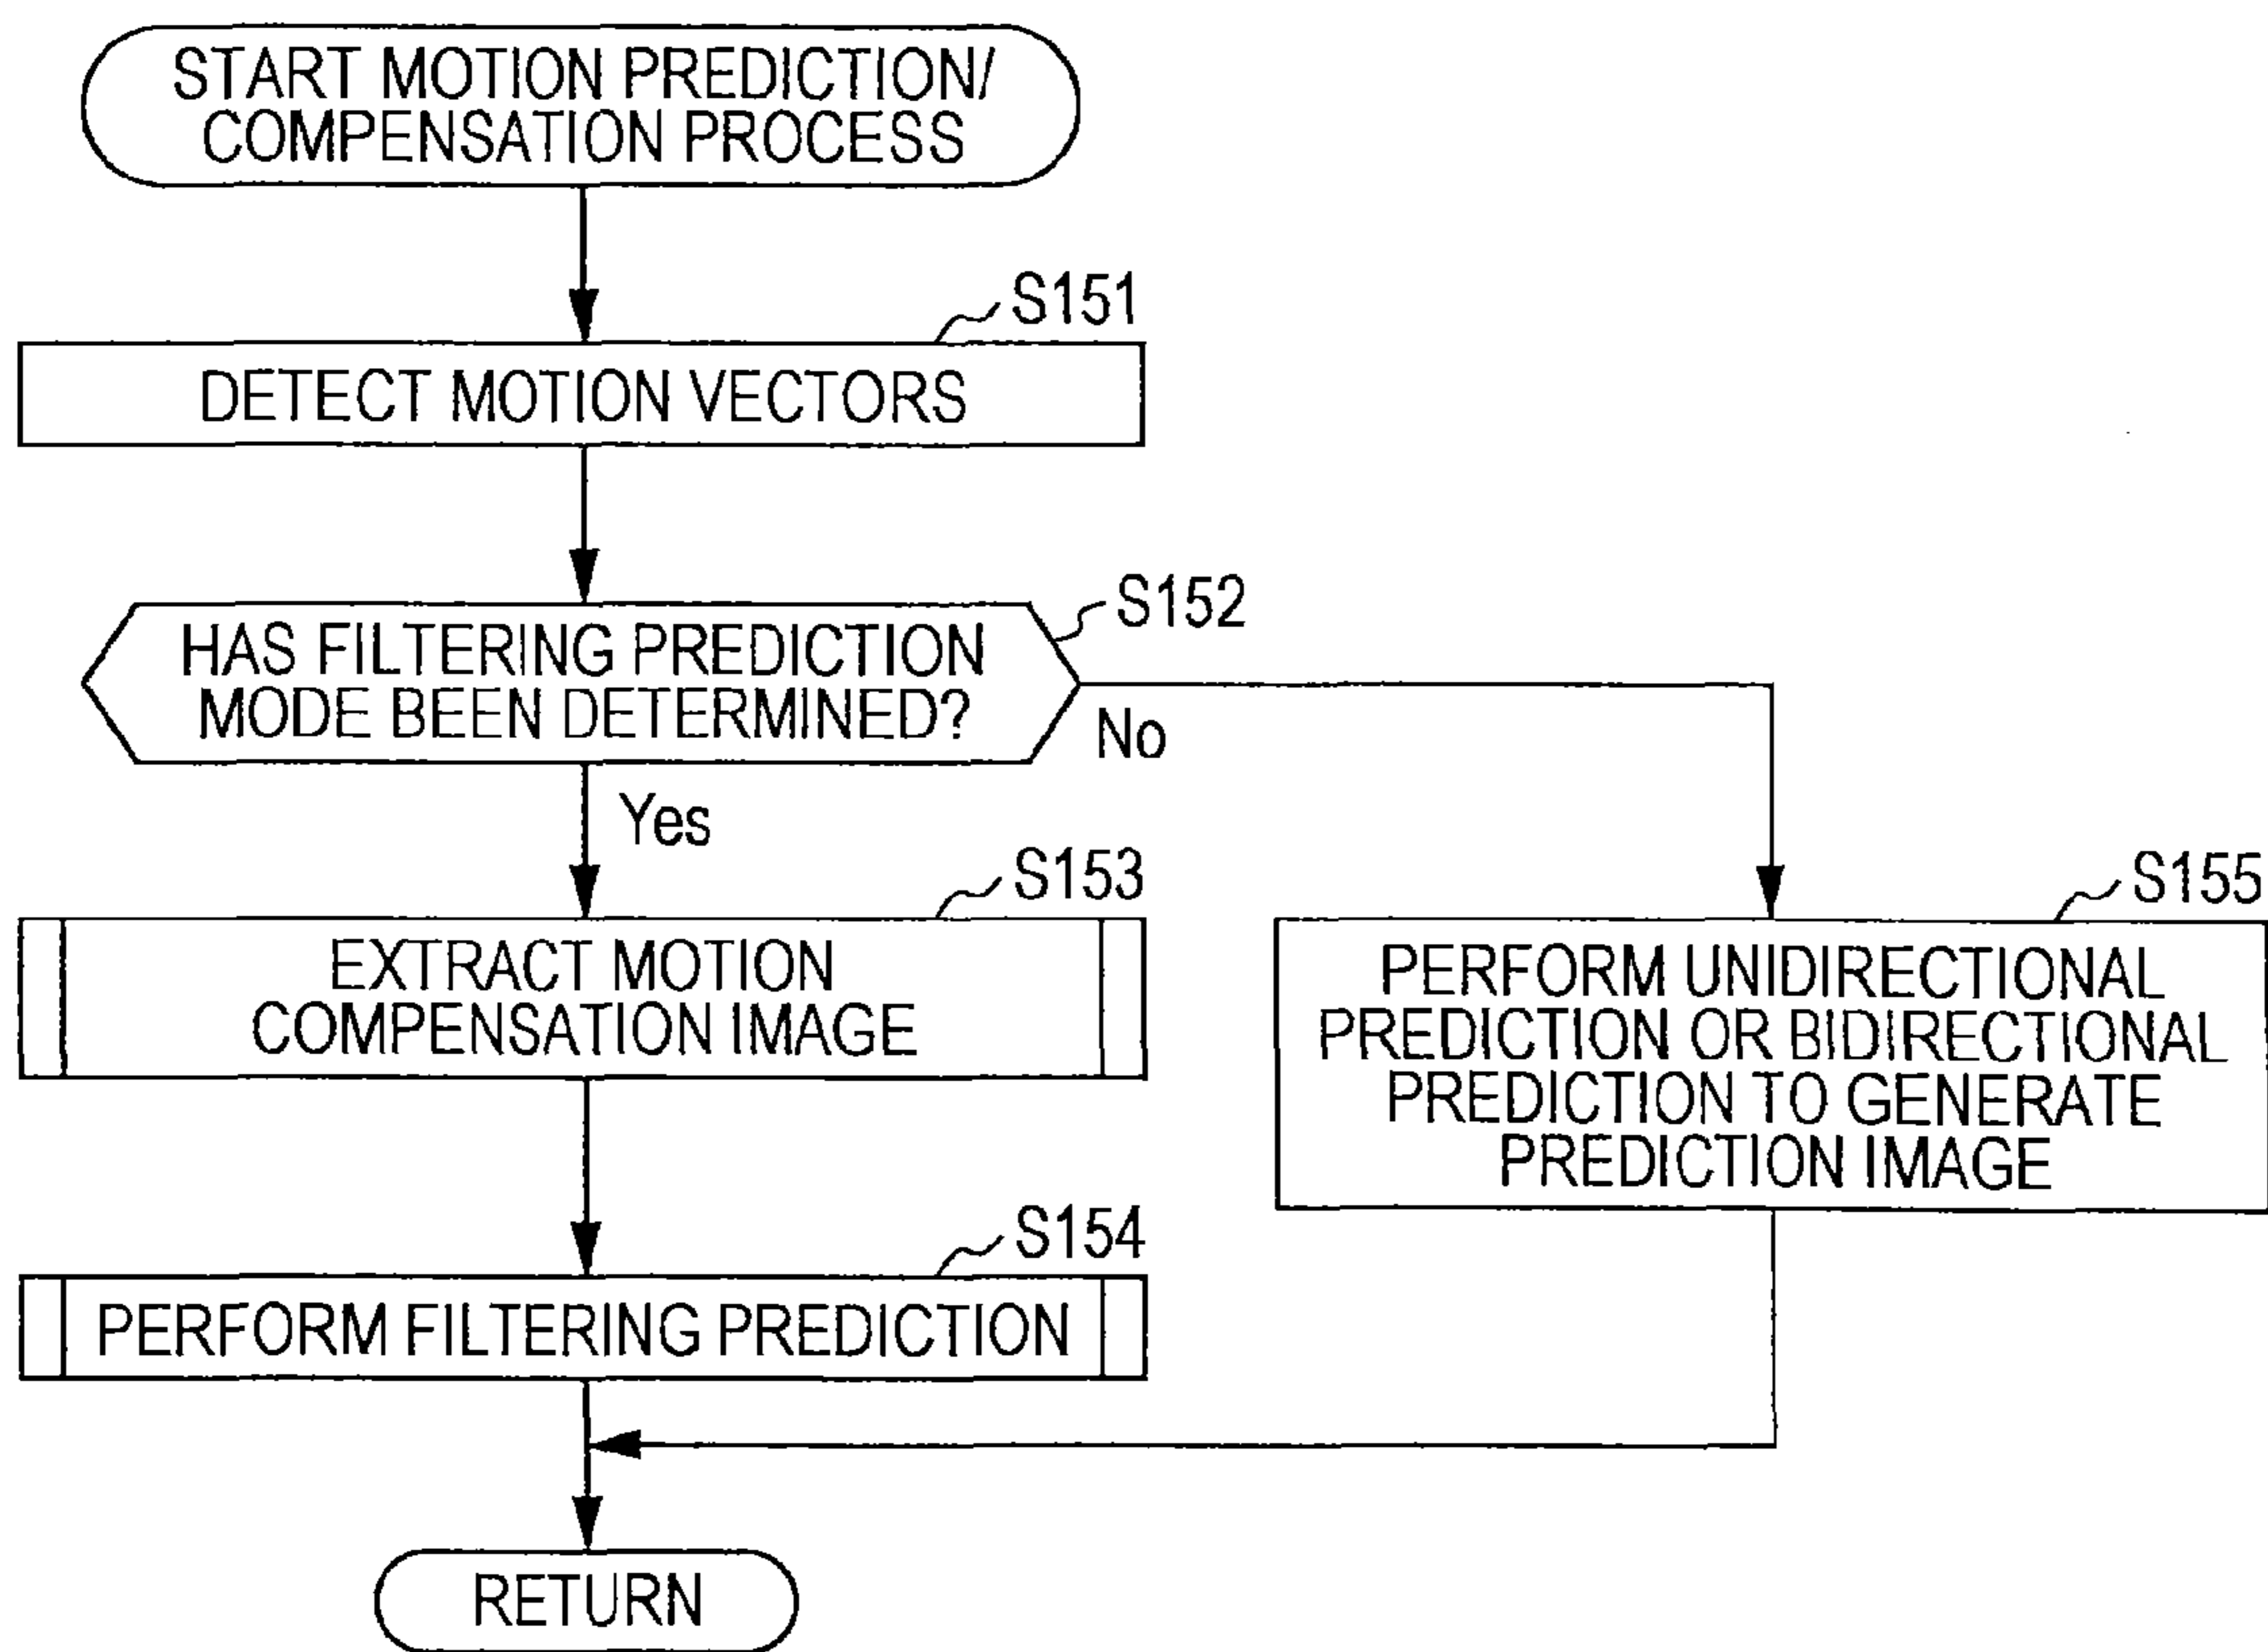 START MOTION PREDICTION/
COMPENSATION PROCESS
S151
DETECT MOTION VECTORS
S152
HAS FILTERING PREDICTION
MODE BEEN DETERMINED?
No
Yes
S153
EXTRACT MOTION
COMPENSATION IMAGE
S155
PERFORM UNIDIRECTIONAL
PREDICTION OR BIDIRECTIONAL
PREDICTION TO GENERATE
PREDICTION IMAGE
S154
PERFORM FILTERING PREDICTION
RETURN